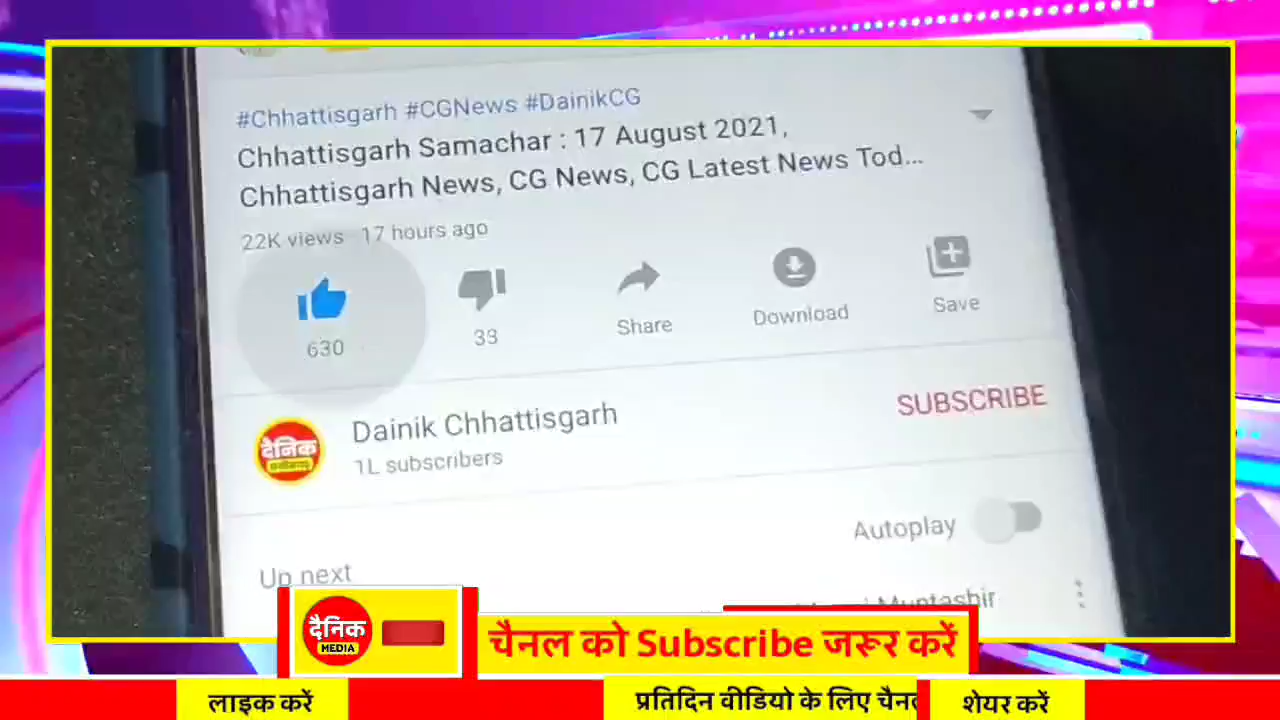 #Chhattisgarh #CGNews #DainikCG
Chhattisgarh Samachar : 17 August 2021,
Chhattisgarh News, CG News, CG Latest News Tod...
22K views 17 hours ago
630
33
Share
Download
Save
दैनिक
Dainik Chhattisgarh
SUBSCRIBE
1L subscribers
Autoplay
Up next
Muntashir
दैनिक
MEDIA
चैनल को Subscribe जरूर करें
लाइक करें
प्रतिदिन वीडियो के लिए चैन
शेयर करें